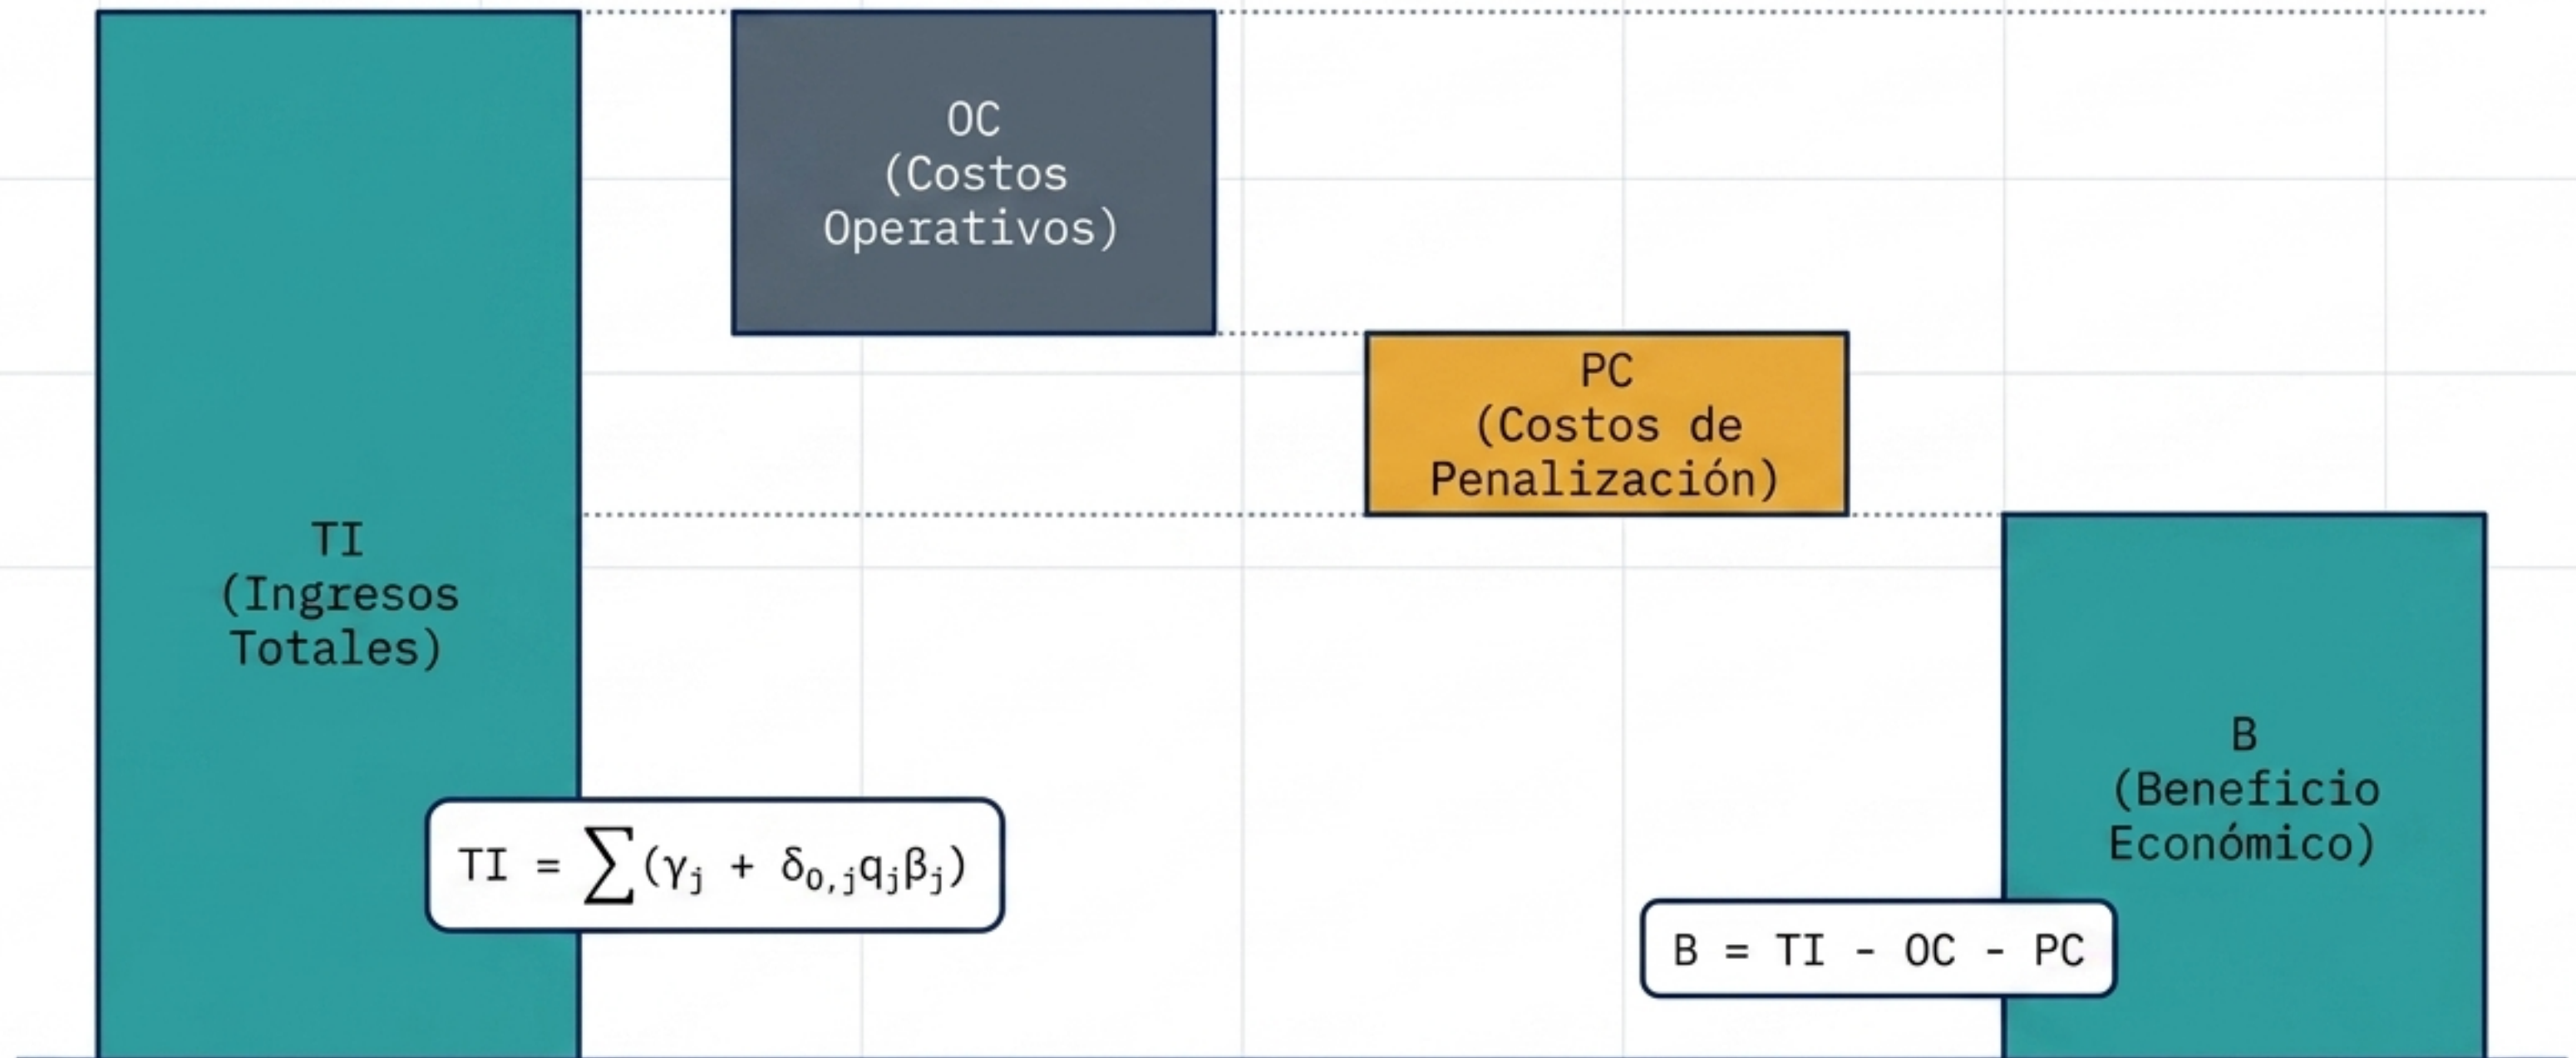 OC
(Costos
Operativos)
PC
(Costos de
Penalización)
TI
(Ingresos
Totales)
B
(Beneficio
Económico)
TI = ∑(γⱼ + δ₀,ⱼqⱼβⱼ)
B = TI - OC - PC